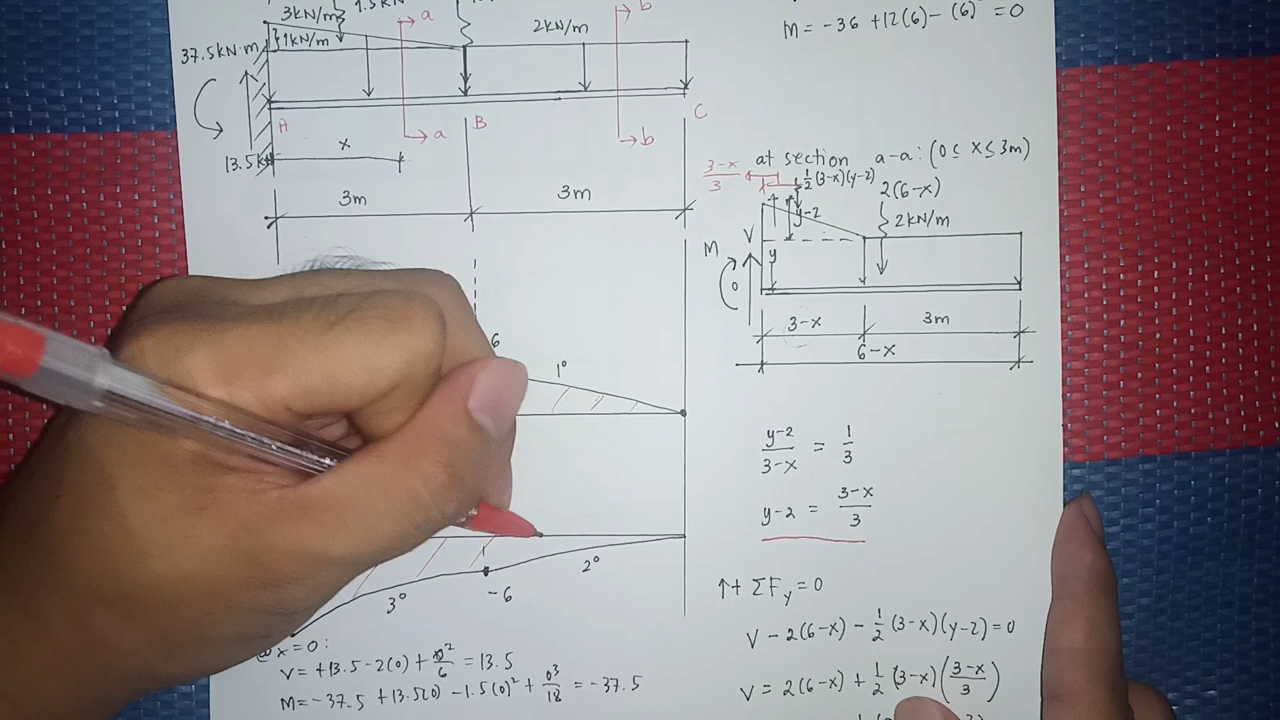 3kN/m
1.5kN
a
1kN/m
37.5kN·m
2kN/m
b
A
B
C
a
b
x
13.5kN
3m
3m
6
1°
3°
-6
2°
@ x = 0:
V = +13.5 - 2(0) + 0²/6 = 13.5
M = -37.5 + 13.5(0) - 1.5(0)² + 0³/18 = -37.5
M = -36 + 12(6) - (6)² = 0
at section a-a: (0 ≤ x ≤ 3m)
3-x/3
1/2(3-x)(y-2)
2(6-x)
y-2
2kN/m
V
M
y
0
3-x
3m
6-x
y-2/3-x = 1/3
y-2 = 3-x/3
↑+ ΣFy = 0
V - 2(6-x) - 1/2(3-x)(y-2) = 0
V = 2(6-x) + 1/2(3-x)(3-x/3)